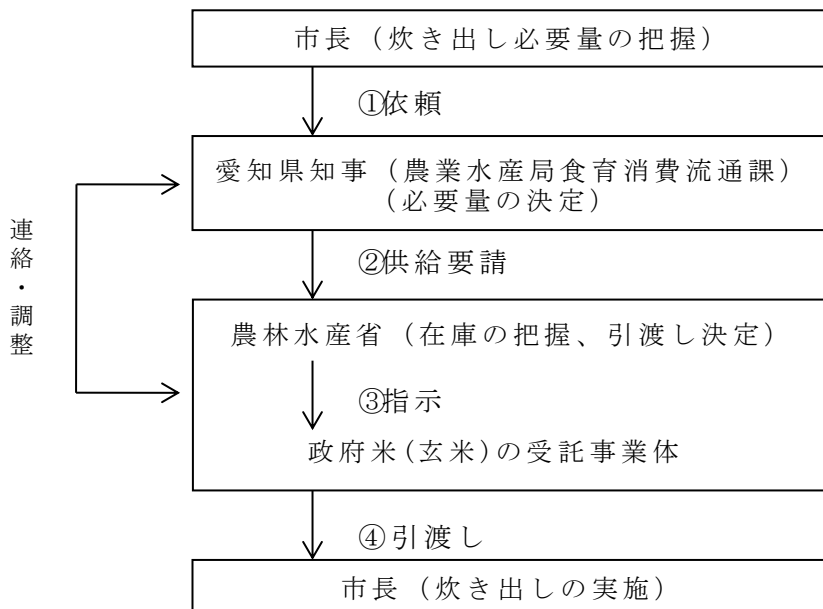 市長（炊き出し必要量の把握）
①依頼
愛知県知事（農業水産局食育消費流通課）
（必要量の決定）
連絡・調整
②供給要請
農林水産省（在庫の把握、引渡し決定）
③指示
政府米(玄米)の受託事業体
④引渡し
市長（炊き出しの実施）